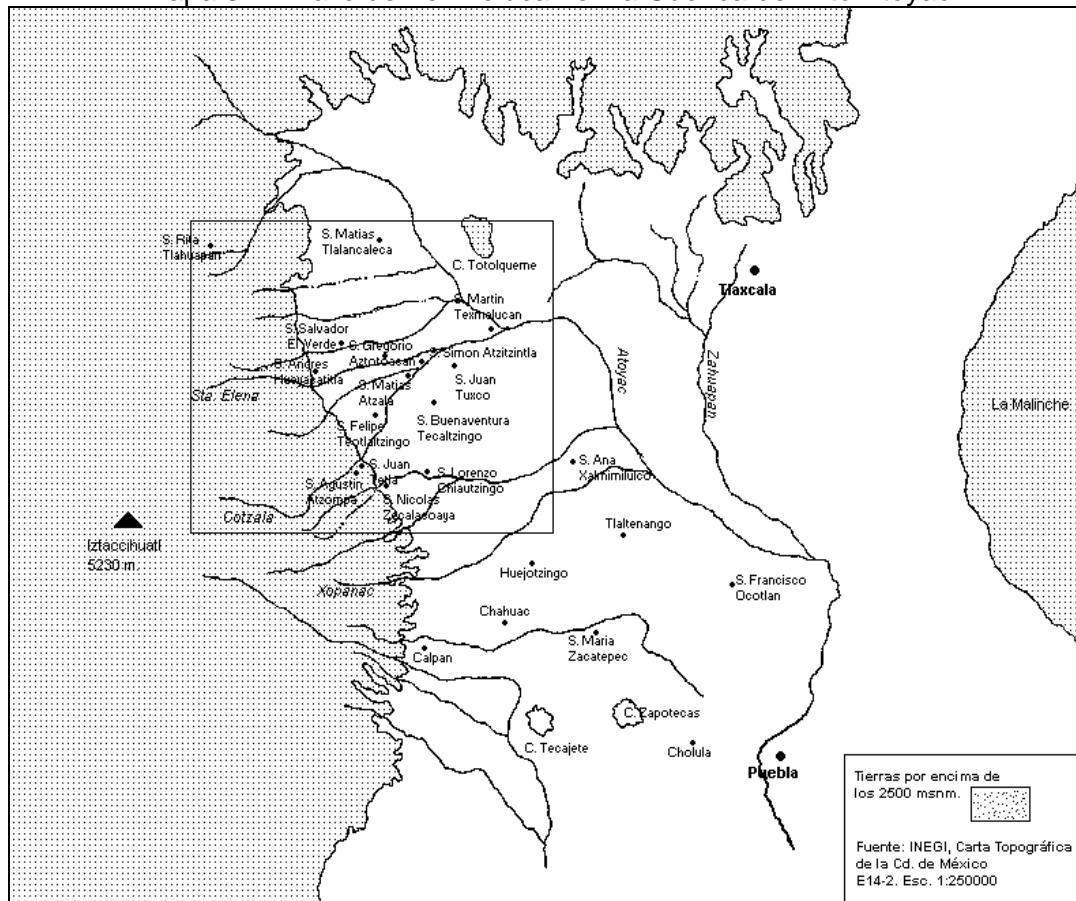 S. Rita
Tlahuapan
S. Matias
Tlalancaleca
C. Totolqueme
Tlaxcala
S. Martin
Texmelucan
S. Salvador
El Verde
S. Gregorio
Aztotoacan
S. Simon Atzitzintla
S. Andres
Hueyacatitla
S. Matias
Atzala
S. Juan
Tuxco
Sta. Elena
Atoyac
Zahuapan
La Malinche
S. Felipe
Teotlaltzingo
S. Buenaventura
Tecaltzingo
S. Juan
Tetla
S. Lorenzo
Chiautzingo
S. Ana
Xalmimilulco
S. Agustin
Atzompa
S. Nicolas
Zecalasoaya
Cotzala
Iztaccihuatl
5230 m.
Tlaltenango
Huejotzingo
Xopanac
S. Francisco
Ocotlan
Chahuac
S. Maria
Zacatepec
Calpan
C. Zapotecas
C. Tecajete
Cholula
Puebla
Tierras por encima de
los 2500 msnm.
Fuente: INEGI, Carta Topográfica
de la Cd. de México
E14-2. Esc. 1:250000